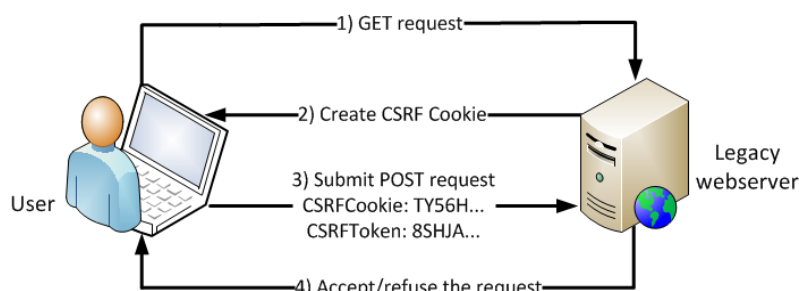 1) GET request
2) Create CSRF Cookie
3) Submit POST request
CSRFCookie: TY56H...
CSRFToken: 8SHJA...
User
Legacy
webserver
4) Accept/refuse the request